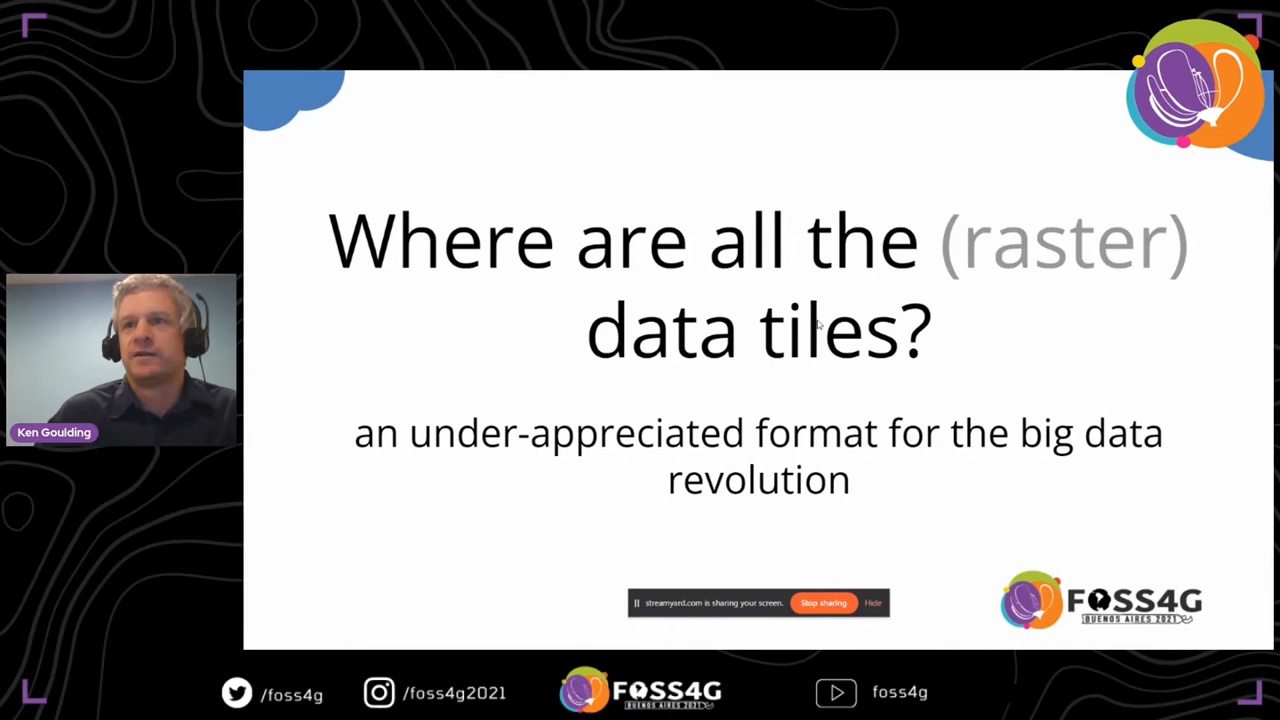 Where are all the (raster)
data tiles?
an under-appreciated format for the big data
revolution
Ken Goulding
streamyard.com is sharing your screen. Stop sharing Hide
FOSS4G
BUENOS AIRES 2021
/foss4g /foss4g2021 FOSS4G foss4g
BUENOS AIRES 2021